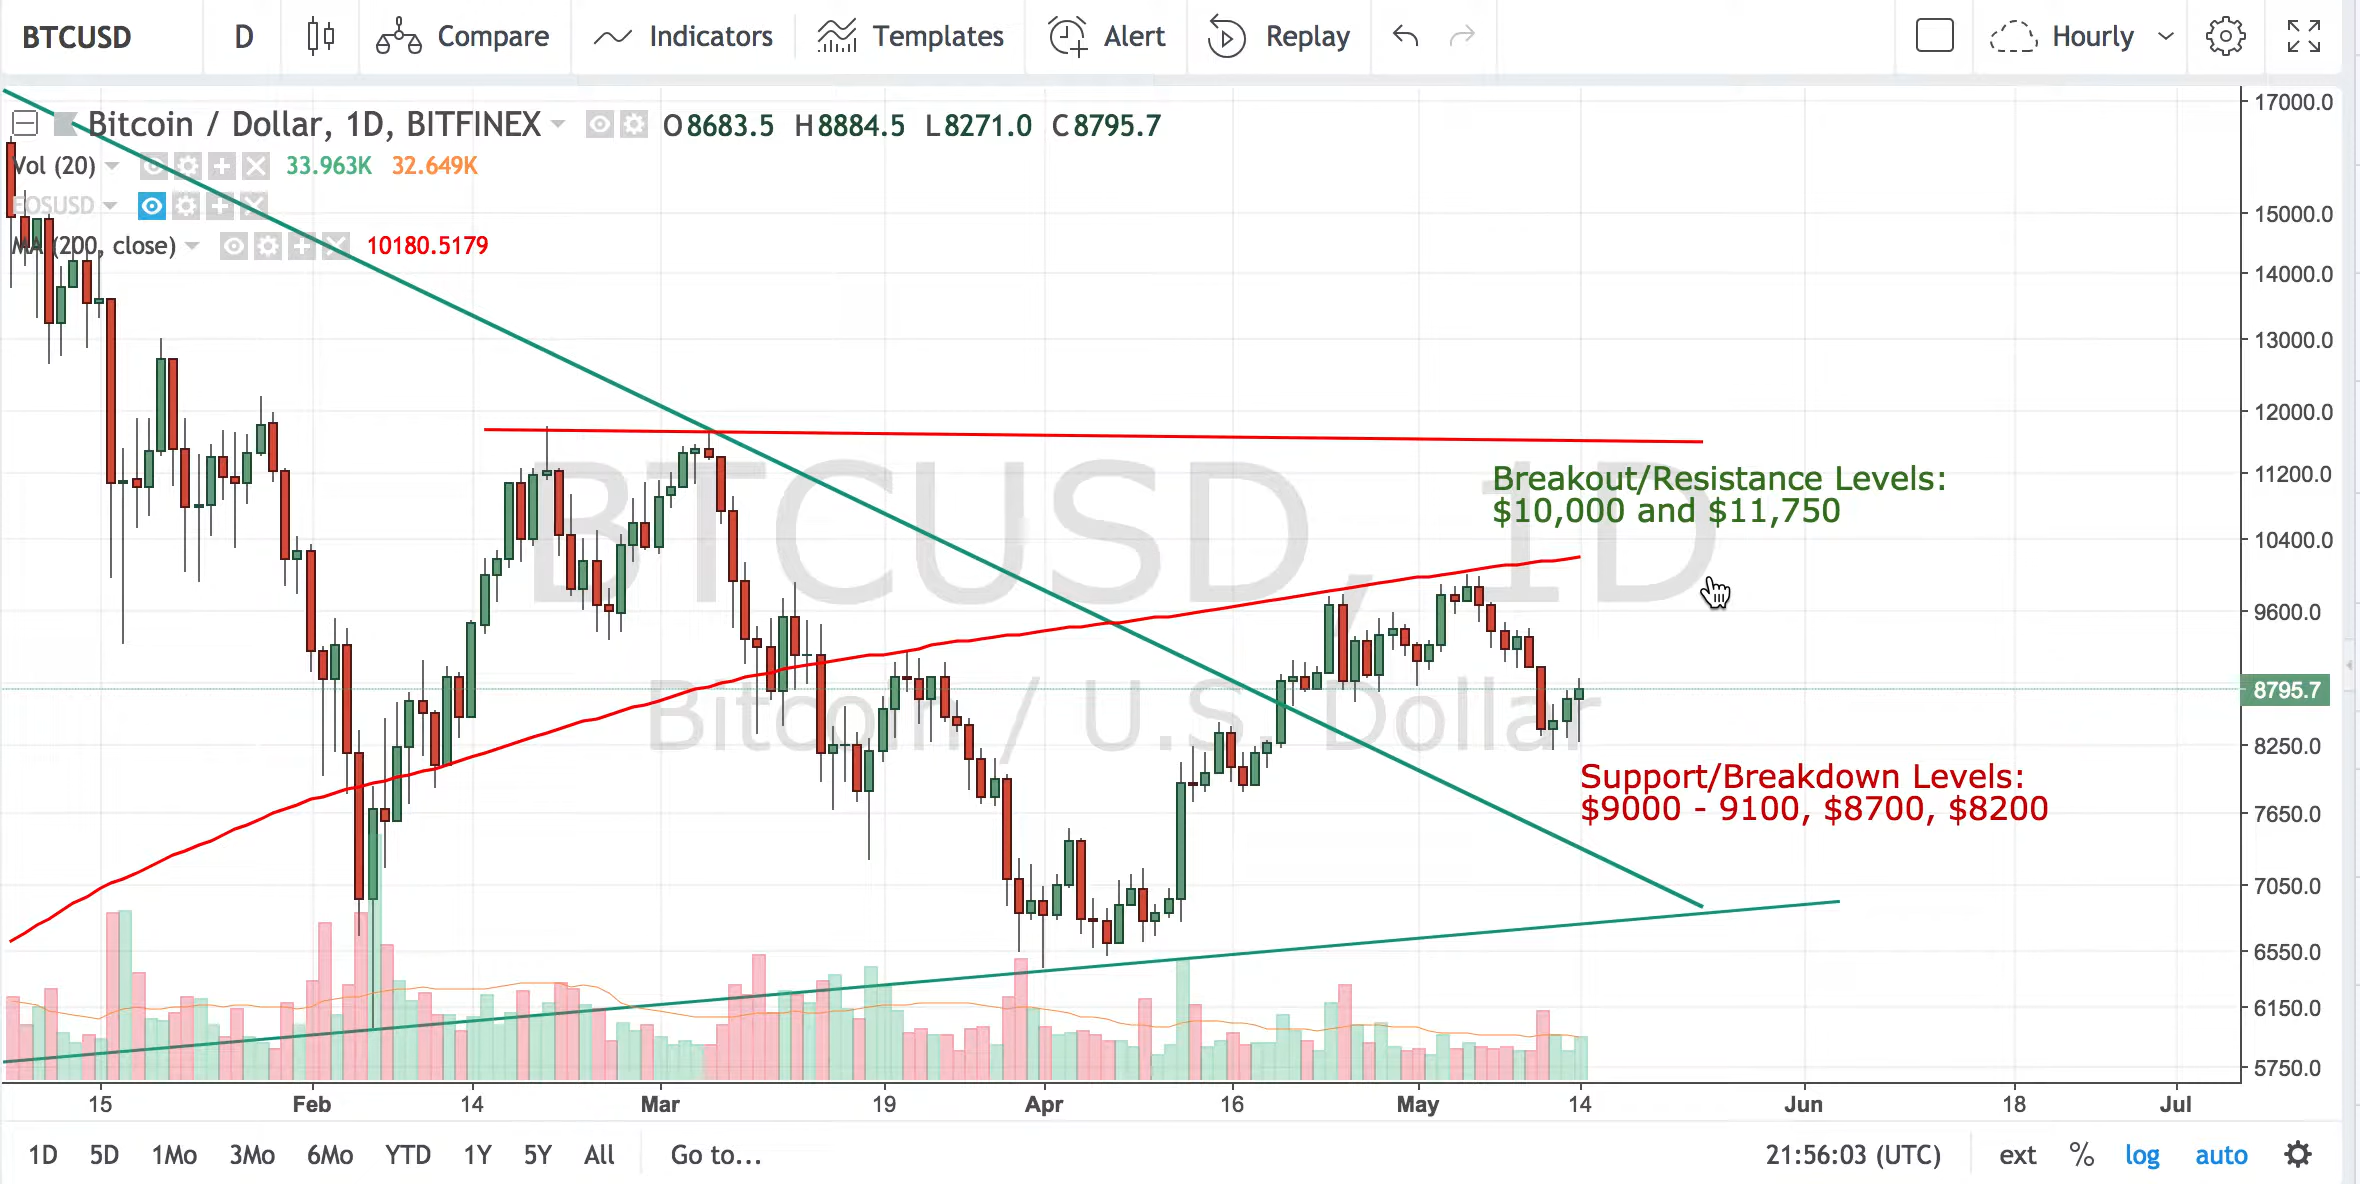 BTCUSD D Compare Indicators Templates Alert Replay Hourly
Bitcoin / Dollar, 1D, BITFINEX O8683.5 H8884.5 L8271.0 C8795.7
Vol (20) 33.963K 32.649K
EOSUSD
MA (200, close) 10180.5179
17000.0
15000.0
14000.0
13000.0
12000.0
11200.0
10400.0
9600.0
8795.7
8250.0
7650.0
7050.0
6550.0
6150.0
5750.0
BTCUSD, 1D
Bitcoin / U.S. Dollar
Breakout/Resistance Levels:
$10,000 and $11,750
Support/Breakdown Levels:
$9000 - 9100, $8700, $8200
15 Feb 14 Mar 19 Apr 16 May 14 Jun 18 Jul
1D 5D 1Mo 3Mo 6Mo YTD 1Y 5Y All Go to... 21:56:03 (UTC) ext % log auto